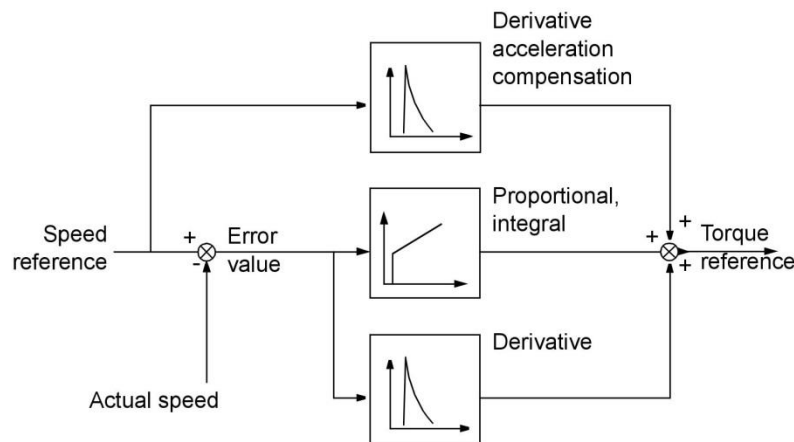 Derivative
acceleration
compensation
Proportional,
integral
Speed
reference
+
-
Error
value
+
+
+
Torque
reference
Derivative
Actual speed